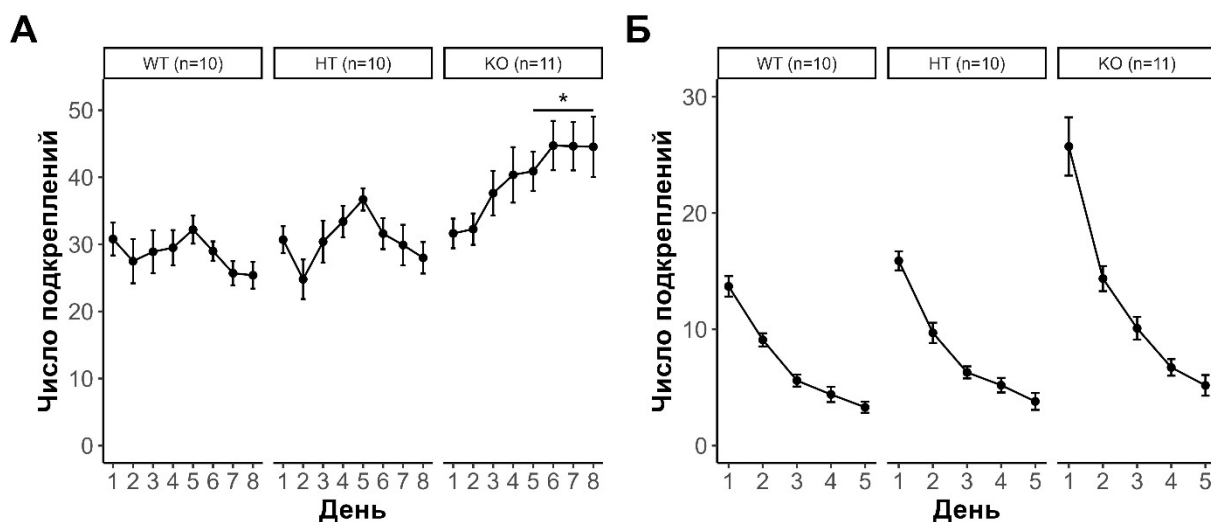 А
WT (n=10) HT (n=10) KO (n=11)
Число подкреплений
50
40
30
20
10
0
*
1 2 3 4 5 6 7 8 1 2 3 4 5 6 7 8 1 2 3 4 5 6 7 8
День
Б
WT (n=10) HT (n=10) KO (n=11)
Число подкреплений
30
20
10
0
1 2 3 4 5 1 2 3 4 5 1 2 3 4 5
День